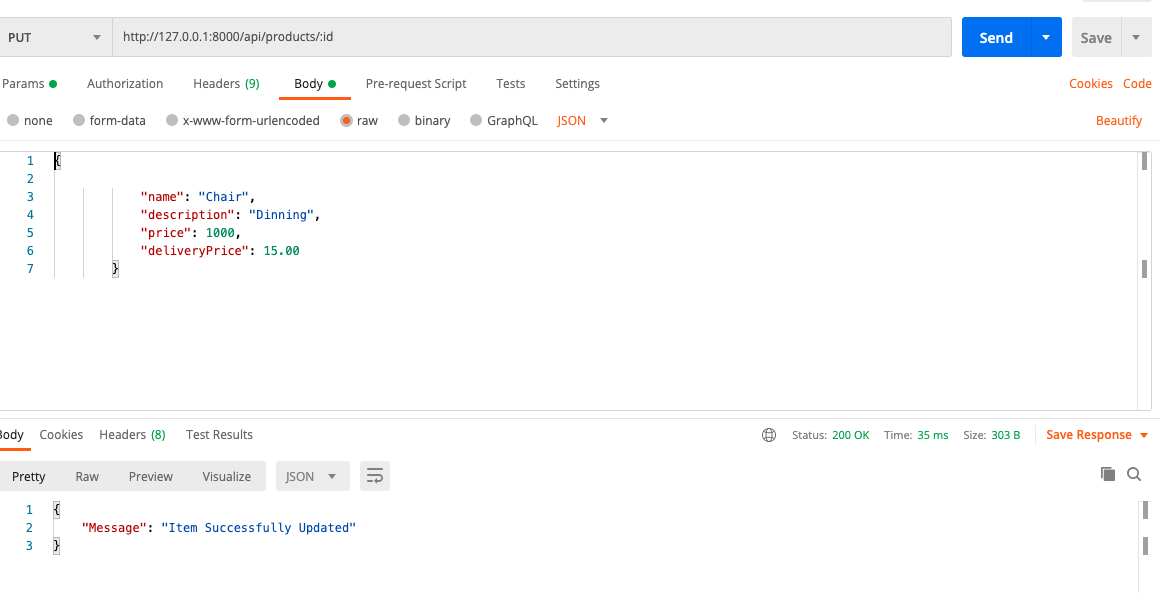 PUT http://127.0.0.1:8000/api/products/:id Send Save
Params Authorization Headers (9) Body Pre-request Script Tests Settings Cookies Code
none form-data x-www-form-urlencoded raw binary GraphQL JSON Beautify
1 {
2
3 "name": "Chair",
4 "description": "Dinning",
5 "price": 1000,
6 "deliveryPrice": 15.00
7 }
Body Cookies Headers (8) Test Results Status: 200 OK Time: 35 ms Size: 303 B Save Response
Pretty Raw Preview Visualize JSON
1 {
2 "Message": "Item Successfully Updated"
3 }